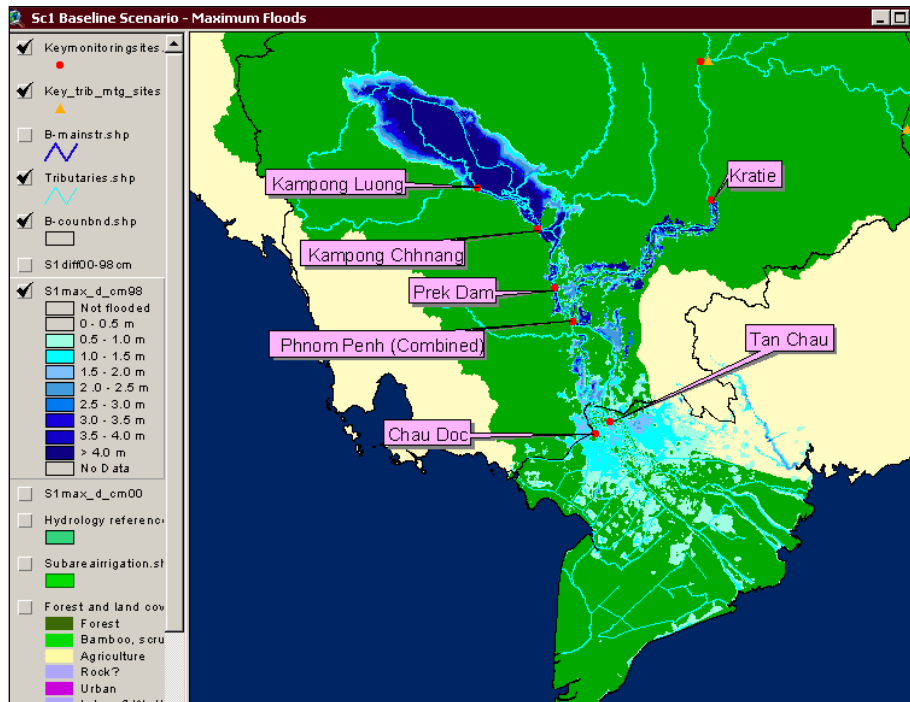 Sc1 Baseline Scenario - Maximum Floods
Keymonitoringsites.
Key_trib_mtg_sites
B-mainstr.shp
Tributaries.shp
B-counbnd.shp
S1diff00-98cm
S1max_d_cm98
Not flooded
0 - 0.5 m
0.5 - 1.0 m
1.0 - 1.5 m
1.5 - 2.0 m
2.0 - 2.5 m
2.5 - 3.0 m
3.0 - 3.5 m
3.5 - 4.0 m
> 4.0 m
No Data
S1max_d_cm00
Hydrology reference
Subareairrigation.sh
Forest and land cov
Forest
Bamboo, scru
Agriculture
Rock?
Urban
Kampong Luong
Kratie
Kampong Chhnang
Prek Dam
Phnom Penh (Combined)
Tan Chau
Chau Doc